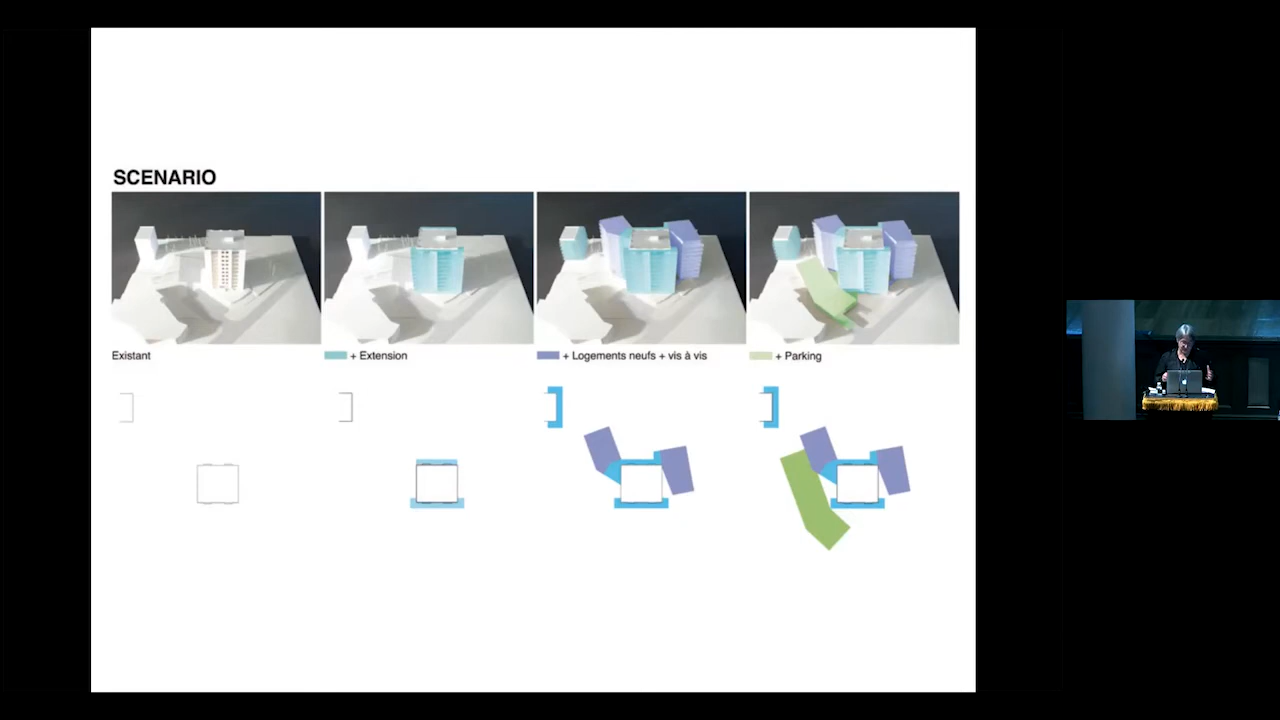 SCENARIO
Existant
+ Extension
+ Logements neufs + vis à vis
+ Parking